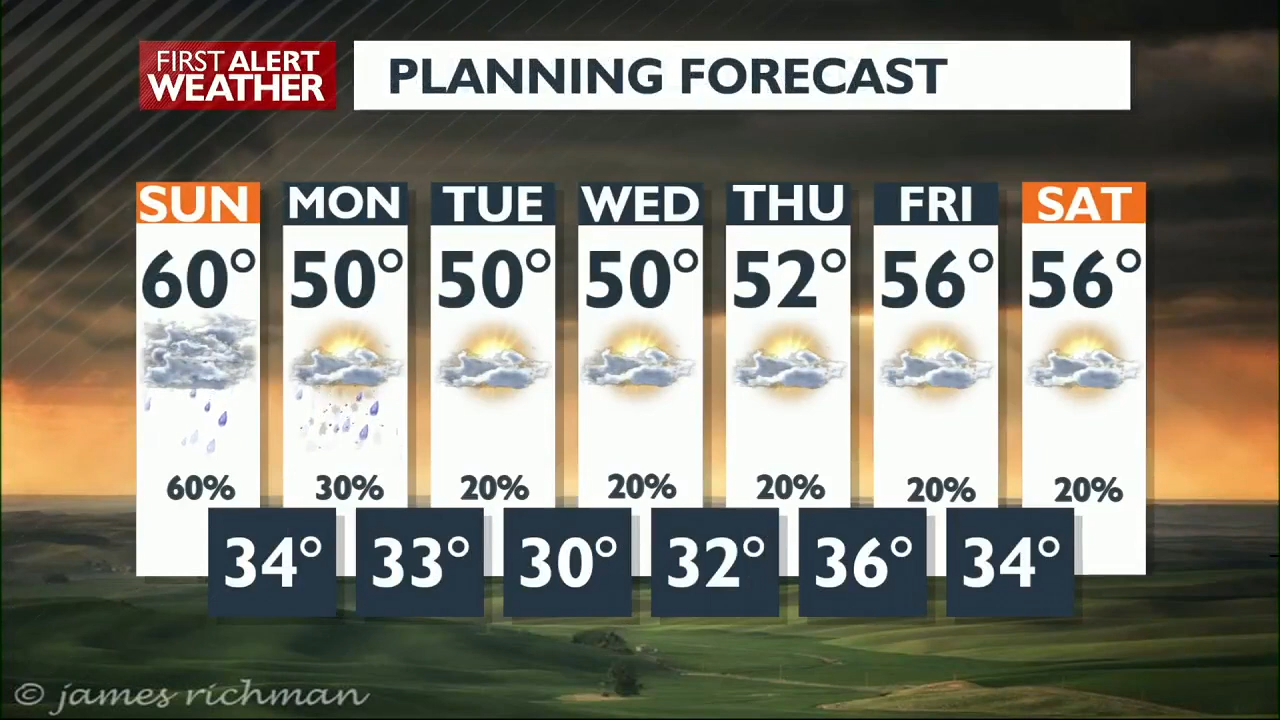 FIRST ALERT
WEATHER
PLANNING FORECAST
SUN MON TUE WED THU FRI SAT
60° 50° 50° 50° 52° 56° 56°
60% 30% 20% 20% 20% 20% 20%
34° 33° 30° 32° 36° 34°
© james richman